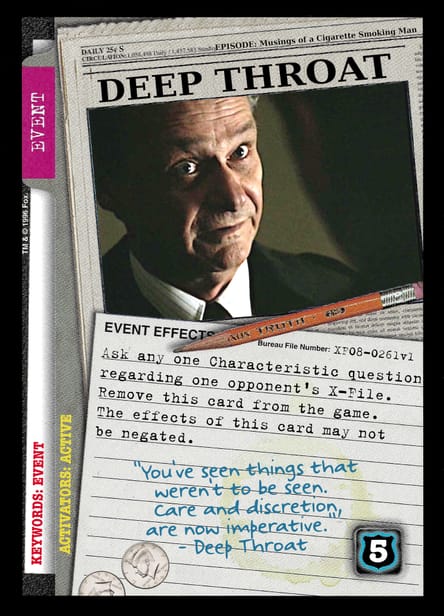 DAILY 25¢ S
EPISODE: Musings of a Cigarette Smoking Man
DEEP THROAT
EVENT
TM & © 1996 Fox.
EVENT EFFECTS
Bureau File Number: XF08-0261v1
Ask any one Characteristic question
regarding one opponent's X-File.
Remove this card from the game.
The effects of this card may not
be negated.
"You've seen things that
weren't to be seen.
Care and discretion,
are now imperative."
- Deep Throat
KEYWORDS: EVENT
ACTIVATORS: ACTIVE
5